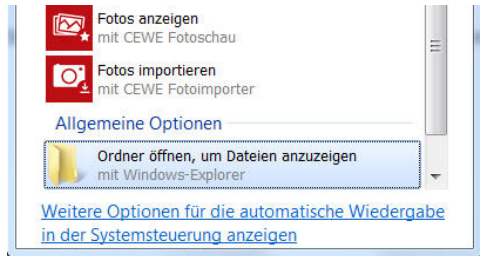 Fotos anzeigen
mit CEWE Fotoschau
Fotos importieren
mit CEWE Fotoimporter
Allgemeine Optionen
Ordner öffnen, um Dateien anzuzeigen
mit Windows-Explorer
Weitere Optionen für die automatische Wiedergabe
in der Systemsteuerung anzeigen